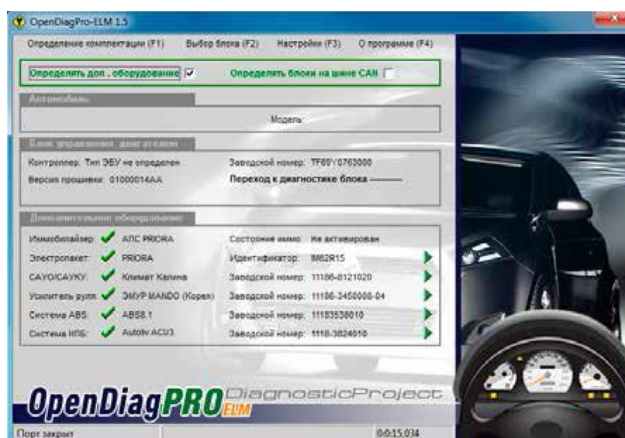 OpenDiagPro-ELM 1.5
Определение комплектации (F1) Выбор блока (F2) Настройки (F3) О программе (F4)
Определять доп. оборудование Определять блоки на шине CAN
Автомобиль
Модель:
Блок управления двигателем
Контроллер: Тип ЭБУ не определен Заводской номер: TF69Y0763000
Версия прошивки: 01000014AA Переход к диагностике блока ----------
Дополнительное оборудование
Иммобилайзер: АПС PRIORA Состояние иммо: Не активирован
Электропакет: PRIORA Идентификатор: BM62R15
САУО/САУКУ: Климат Калина Заводской номер: 11186-8121020
Усилитель руля: ЭМУР MANDO (Корея) Заводской номер: 11186-3450008-04
Система ABS: ABS8.1 Заводской номер: 11183538010
Система НПБ: Autoliv ACU3 Заводской номер: 1118-3824010
OpenDiagPRO ELM DiagnosticProject
Порт закрыт 0:0:15.034